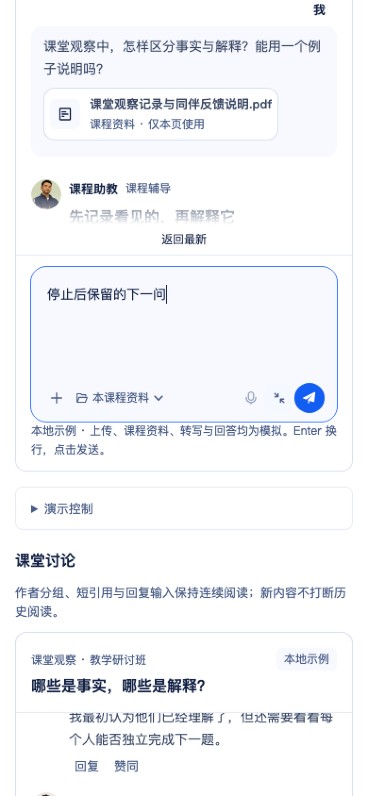 我
课堂观察中，怎样区分事实与解释？能用一个例
子说明吗？
课堂观察记录与同伴反馈说明.pdf
课程资料 · 仅本页使用
课程助教 课程辅导
先记录看见的，再解释它
返回最新
停止后保留的下一问
本课程资料
本地示例 · 上传、课程资料、转写与回答均为模拟。Enter 换
行，点击发送。
演示控制
课堂讨论
作者分组、短引用与回复输入保持连续阅读；新内容不打断历
史阅读。
课堂观察 · 教学研讨班
本地示例
哪些是事实，哪些是解释？
我最初认为他们已经理解了，但还需要看看每
个人能否独立完成下一题。
回复 赞同